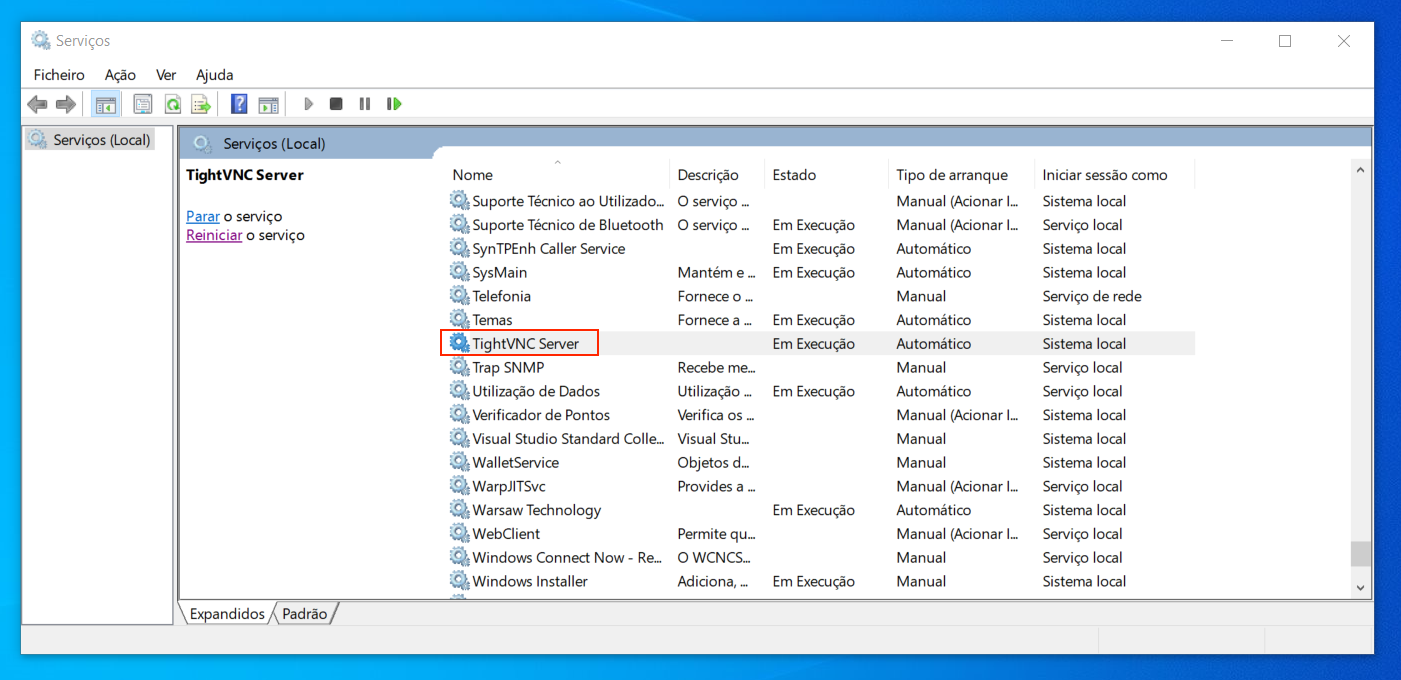 Serviços
Ficheiro Ação Ver Ajuda
Serviços (Local)
Serviços (Local)
TightVNC Server
Parar o serviço
Reiniciar o serviço
Nome Descrição Estado Tipo de arranque Iniciar sessão como
Suporte Técnico ao Utilizado... O serviço ... Manual (Acionar I... Sistema local
Suporte Técnico de Bluetooth O serviço ... Em Execução Manual (Acionar I... Serviço local
SynTPEnh Caller Service Em Execução Automático Sistema local
SysMain Mantém e ... Em Execução Automático Sistema local
Telefonia Fornece o ... Manual Serviço de rede
Temas Fornece a ... Em Execução Automático Sistema local
TightVNC Server Em Execução Automático Sistema local
Trap SNMP Recebe me... Manual Serviço local
Utilização de Dados Utilização ... Em Execução Automático Serviço local
Verificador de Pontos Verifica os ... Manual (Acionar I... Sistema local
Visual Studio Standard Colle... Visual Stu... Manual Sistema local
WalletService Objetos d... Manual Sistema local
WarpJITSvc Provides a ... Manual (Acionar I... Serviço local
Warsaw Technology Em Execução Automático Sistema local
WebClient Permite qu... Manual (Acionar I... Serviço local
Windows Connect Now - Re... O WCNCS... Manual Serviço local
Windows Installer Adiciona, ... Em Execução Manual Sistema local
Expandidos Padrão